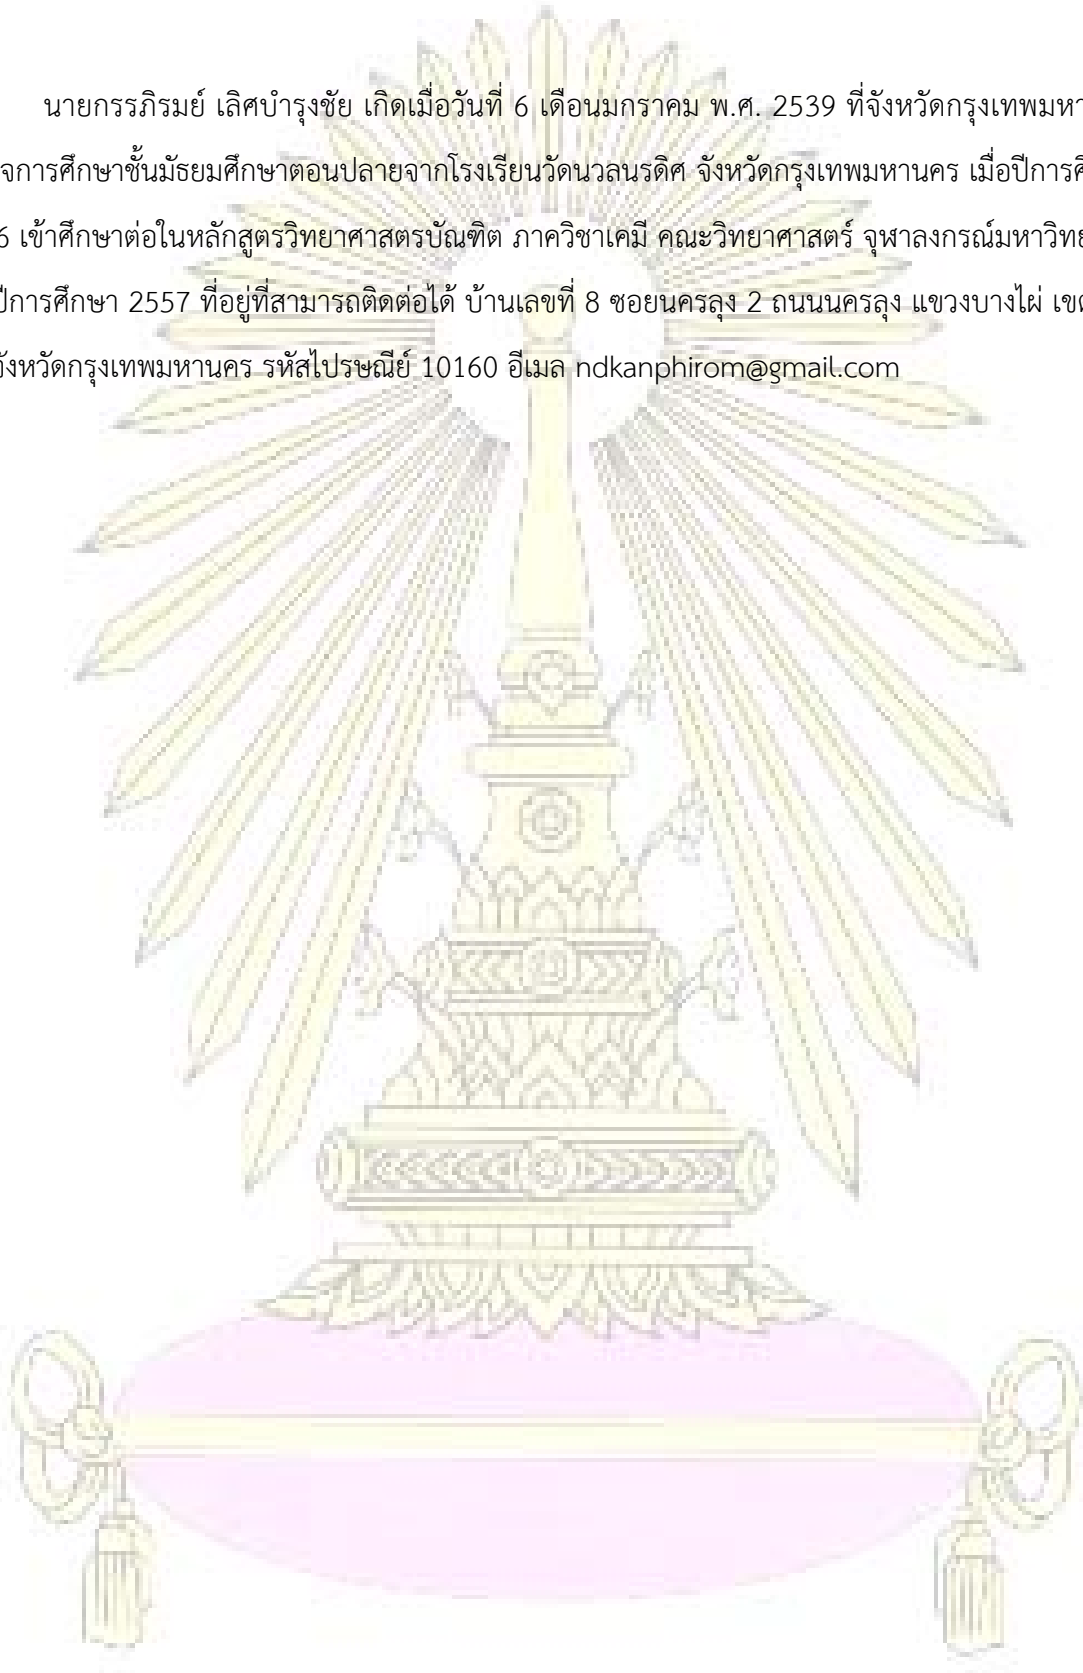 นายกรรภิรมย์ เลิศบำรุงชัย เกิดเมื่อวันที่ 6 เดือนมกราคม พ.ศ. 2539 ที่จังหวัดกรุงเทพมหา
จการศึกษาชั้นมัธยมศึกษาตอนปลายจากโรงเรียนวัดนวลนรดิศ จังหวัดกรุงเทพมหานคร เมื่อปีการศึ
6 เข้าศึกษาต่อในหลักสูตรวิทยาศาสตรบัณฑิต ภาควิชาเคมี คณะวิทยาศาสตร์ จุฬาลงกรณ์มหาวิทย
ปีการศึกษา 2557 ที่อยู่ที่สามารถติดต่อได้ บ้านเลขที่ 8 ซอยนครลุง 2 ถนนนครลุง แขวงบางไผ่ เขต
จังหวัดกรุงเทพมหานคร รหัสไปรษณีย์ 10160 อีเมล ndkanphirom@gmail.com